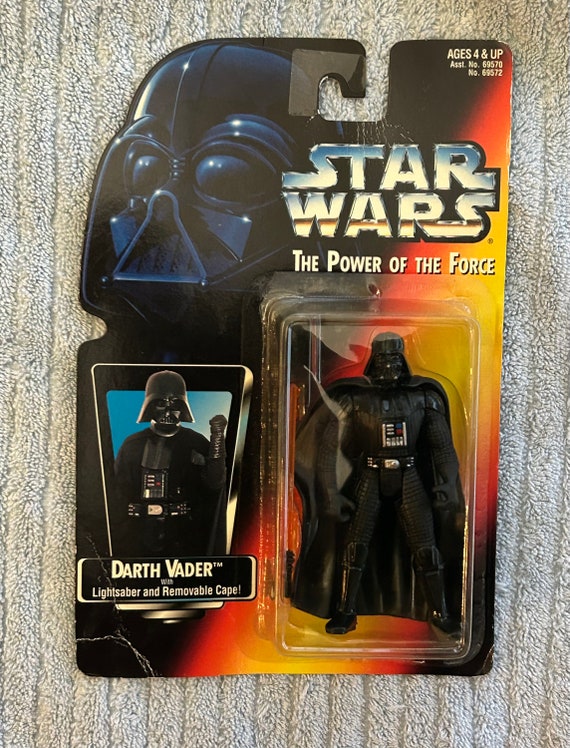 AGES 4 & UP
Asst. No. 69570
No. 69572
STAR
WARS
®
THE POWER OF THE FORCE
DARTH VADER™
With
Lightsaber and Removable Cape!